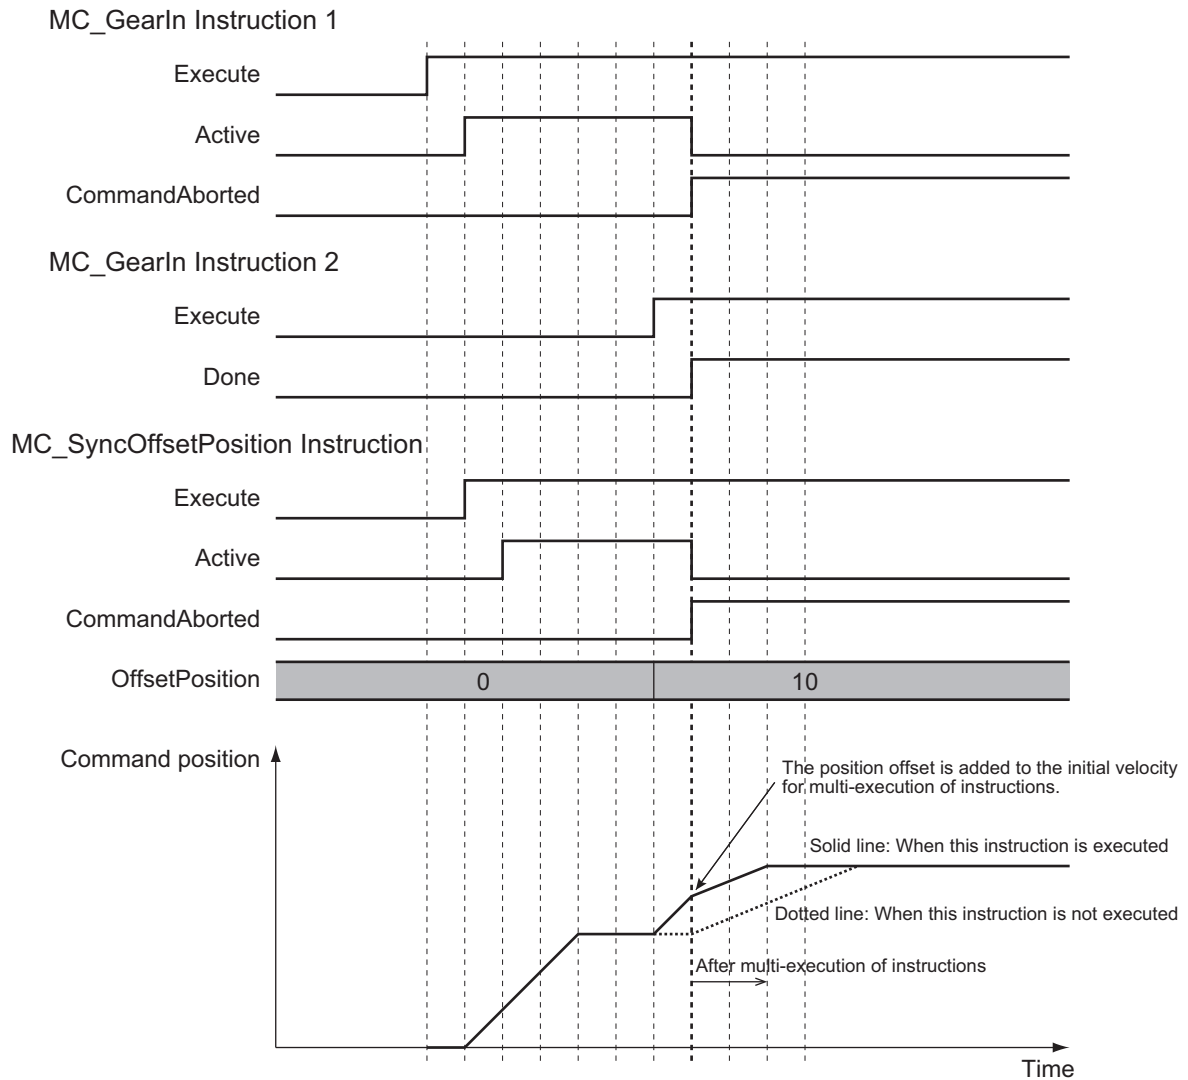 MC_GearIn Instruction 1
Execute
Active
CommandAborted
MC_GearIn Instruction 2
Execute
Done
MC_SyncOffsetPosition Instruction
Execute
Active
CommandAborted
OffsetPosition 0 10
Command position
The position offset is added to the initial velocity
for multi-execution of instructions.
Solid line: When this instruction is executed
Dotted line: When this instruction is not executed
After multi-execution of instructions
Time